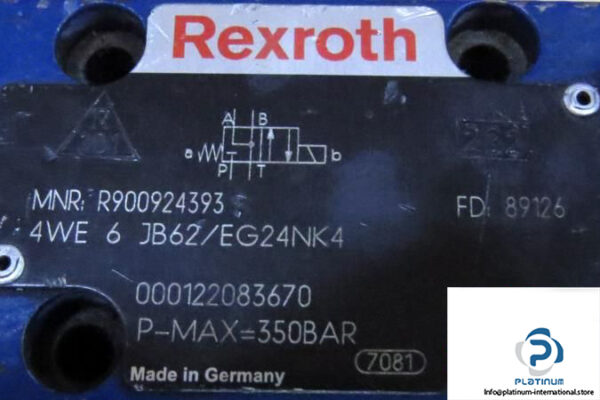 Rexroth
A B
a b
P T
MNR: R900924393
FD: 89126
4WE 6 JB62/EG24NK4
000122083670
P-MAX=350BAR
7081
Made in Germany
PLATINUM
INTERNATIONAL
Info@platinum-international.store